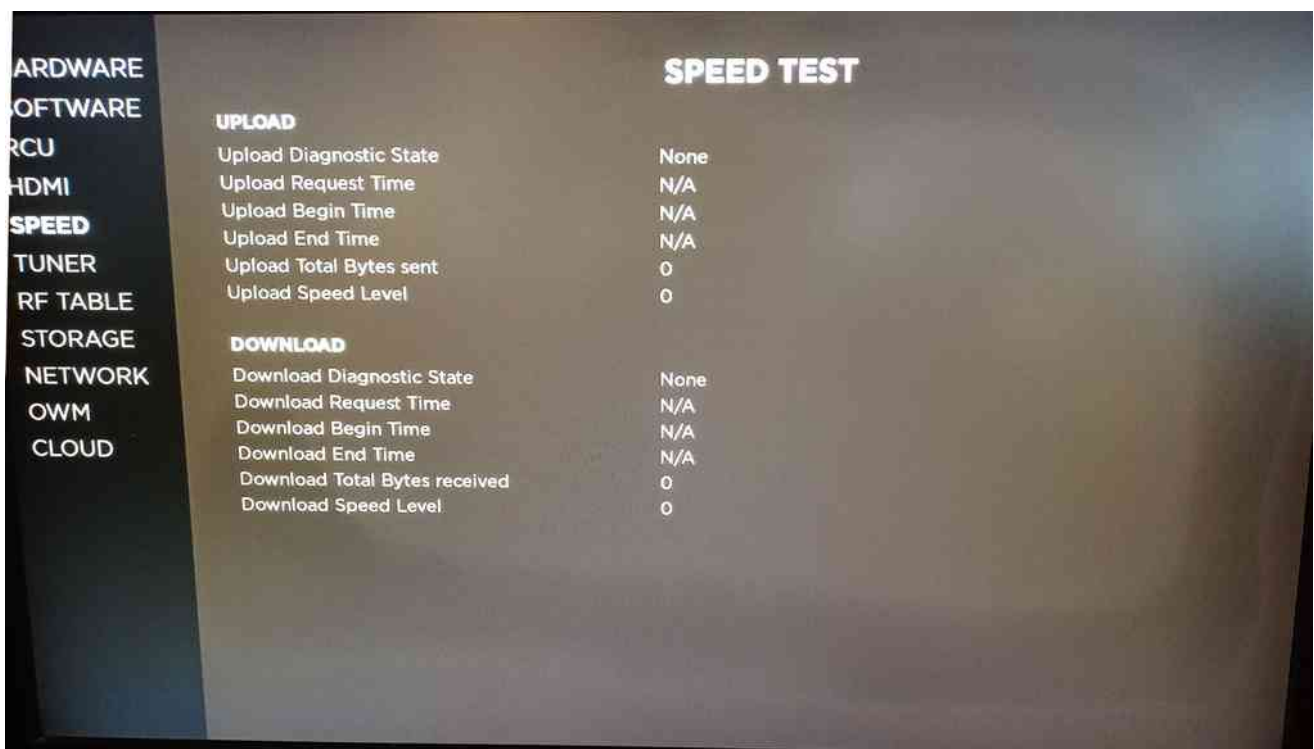 ARDWARE
OFTWARE
RCU
HDMI
SPEED
TUNER
RF TABLE
STORAGE
NETWORK
OWM
CLOUD
SPEED TEST
UPLOAD
Upload Diagnostic State None
Upload Request Time N/A
Upload Begin Time N/A
Upload End Time N/A
Upload Total Bytes sent 0
Upload Speed Level 0
DOWNLOAD
Download Diagnostic State None
Download Request Time N/A
Download Begin Time N/A
Download End Time N/A
Download Total Bytes received 0
Download Speed Level 0